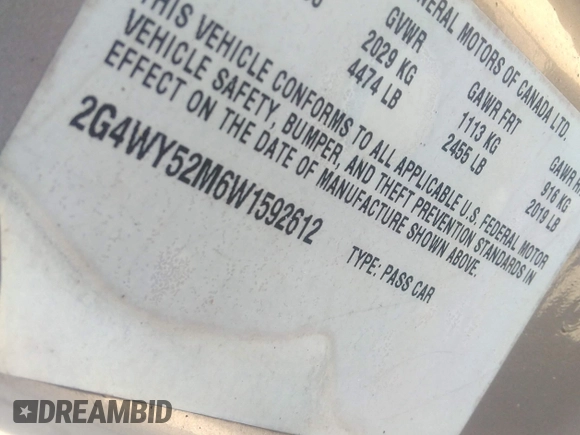 GENERAL MOTORS OF CANADA LTD.
GVWR GAWR FRT GAWR
2029 KG 1113 KG 916 KG
4474 LB 2455 LB 2019 LB
THIS VEHICLE CONFORMS TO ALL APPLICABLE U.S. FEDERAL MOTOR
VEHICLE SAFETY, BUMPER, AND THEFT PREVENTION STANDARDS IN
EFFECT ON THE DATE OF MANUFACTURE SHOWN ABOVE.
2G4WY52M6W1592612
TYPE: PASS CAR
DREAMBID